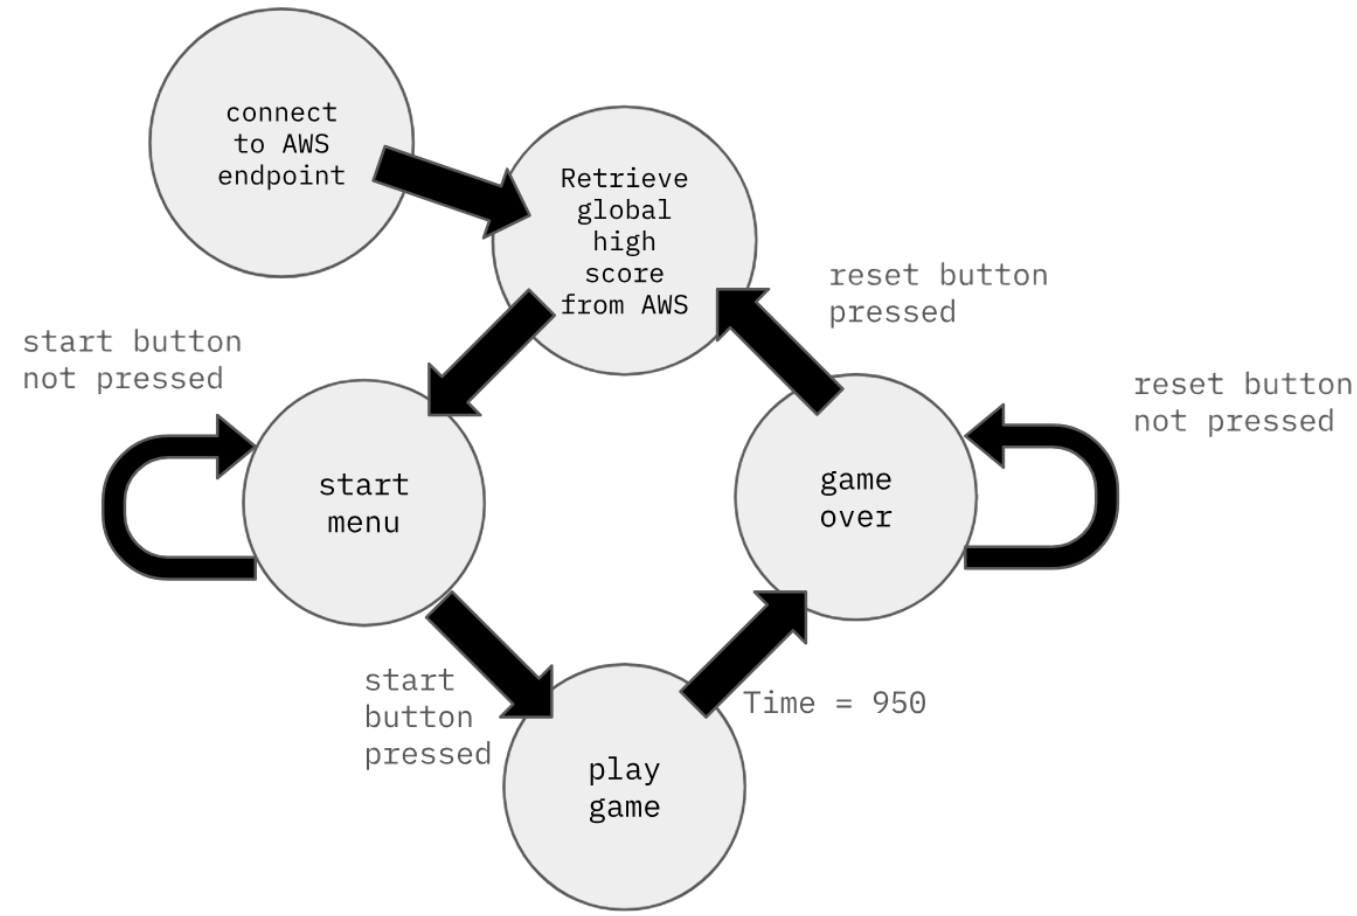 connect
to AWS
endpoint
Retrieve
global
high
score
from AWS
reset button
pressed
start button
not pressed
reset button
not pressed
start
menu
game
over
start
button
pressed
Time = 950
play
game